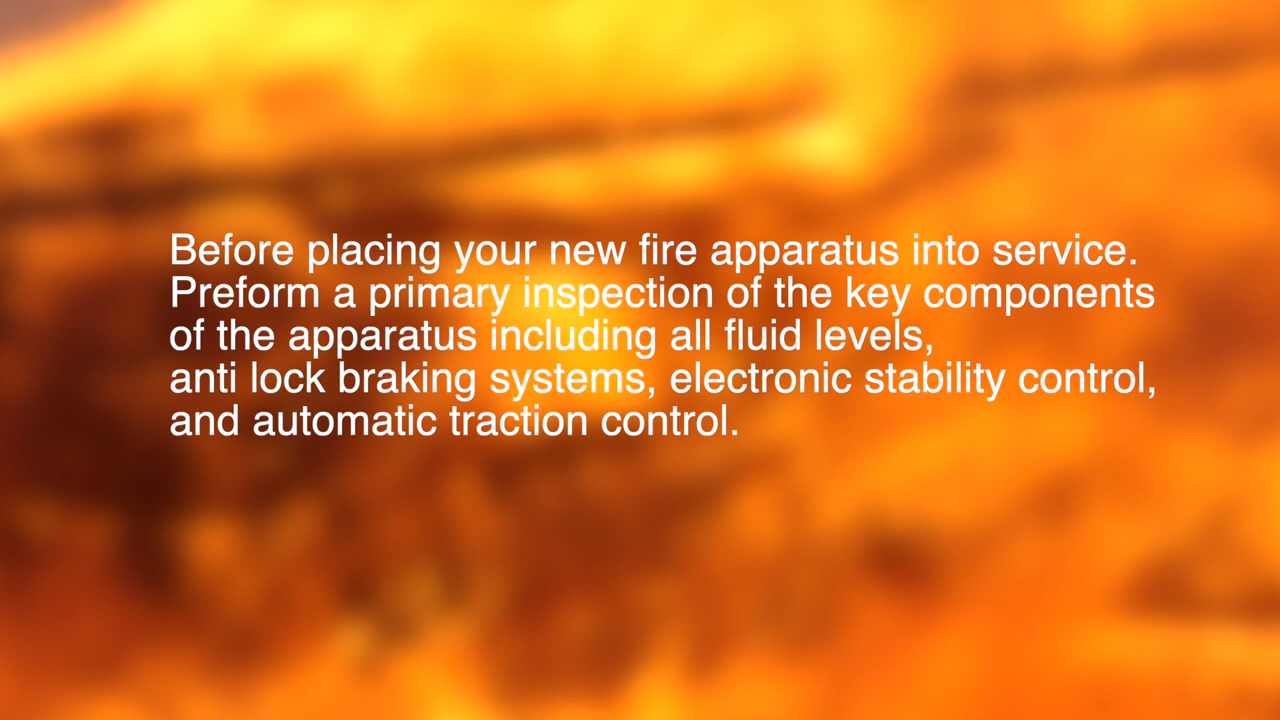 Before placing your new fire apparatus into service.
Preform a primary inspection of the key components
of the apparatus including all fluid levels,
anti lock braking systems, electronic stability control,
and automatic traction control.